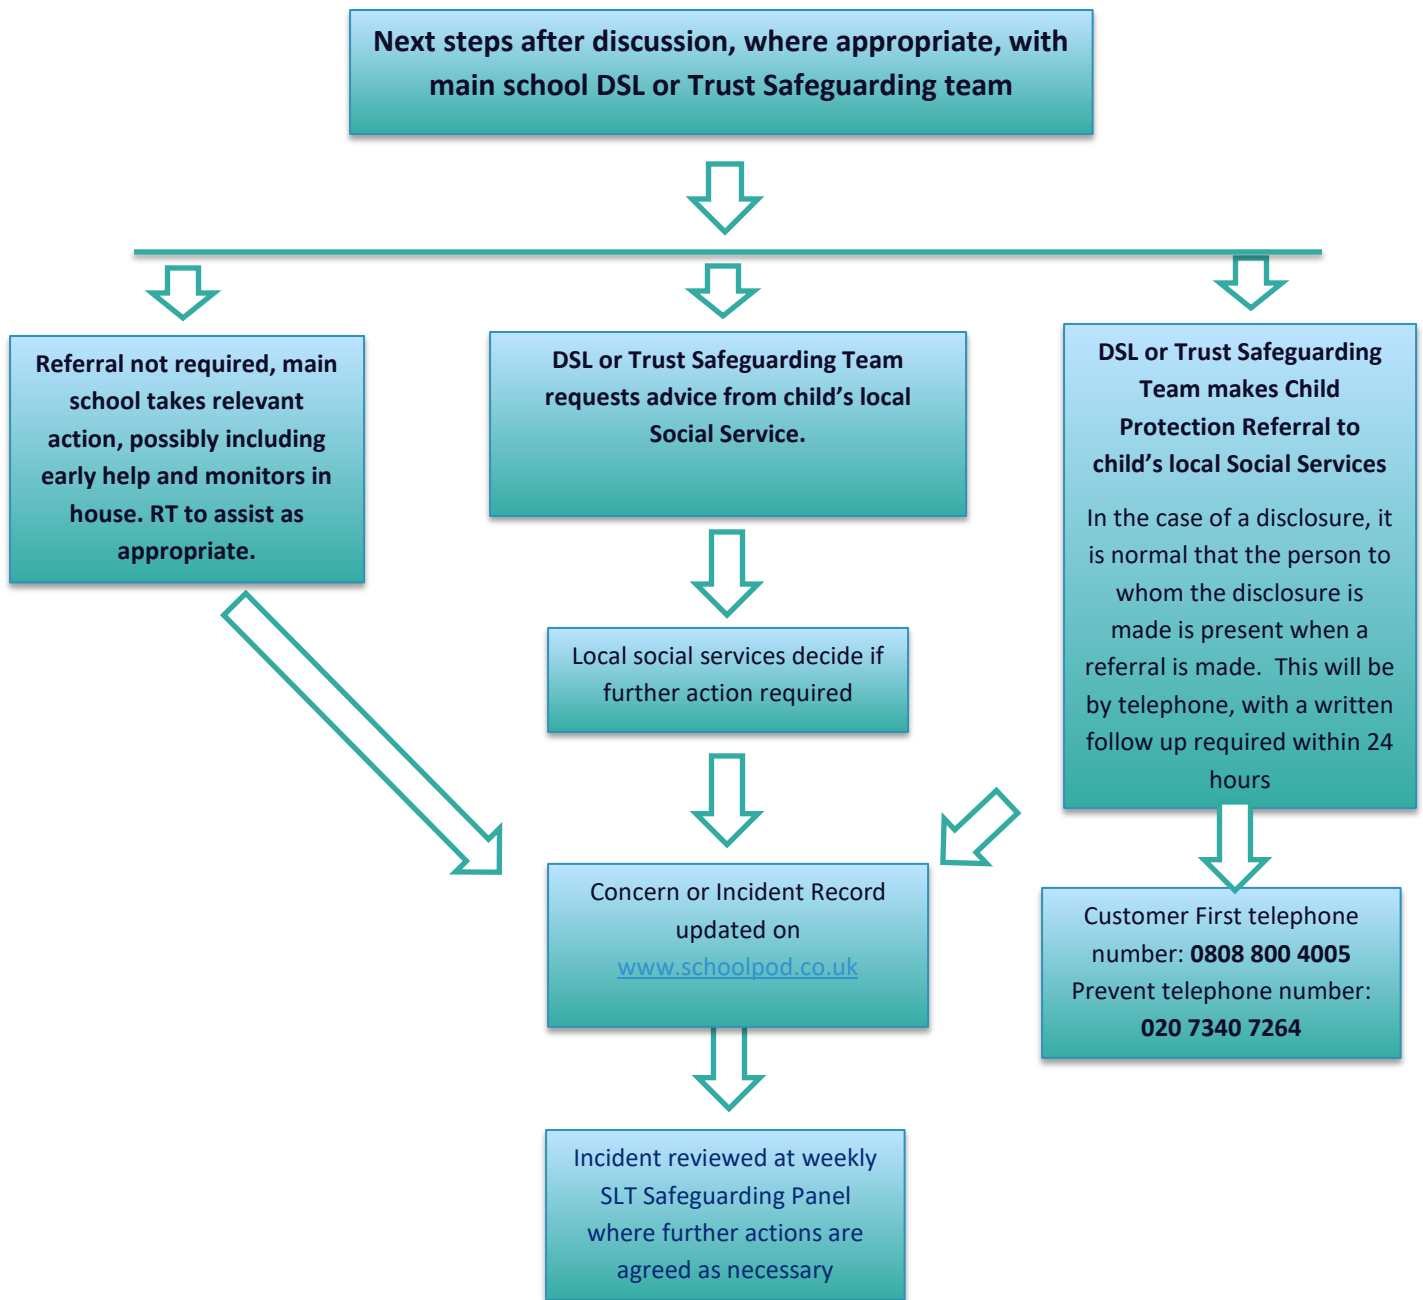 Next steps after discussion, where appropriate, with
main school DSL or Trust Safeguarding team
Referral not required, main
school takes relevant
action, possibly including
early help and monitors in
house. RT to assist as
appropriate.
DSL or Trust Safeguarding Team
requests advice from child’s local
Social Service.
DSL or Trust Safeguarding
Team makes Child
Protection Referral to
child’s local Social Services
In the case of a disclosure, it
is normal that the person to
whom the disclosure is
made is present when a
referral is made.  This will be
by telephone, with a written
follow up required within 24
hours
Local social services decide if
further action required
Concern or Incident Record
updated on
www.schoolpod.co.uk
Customer First telephone
number: 0808 800 4005
Prevent telephone number:
020 7340 7264
Incident reviewed at weekly
SLT Safeguarding Panel
where further actions are
agreed as necessary